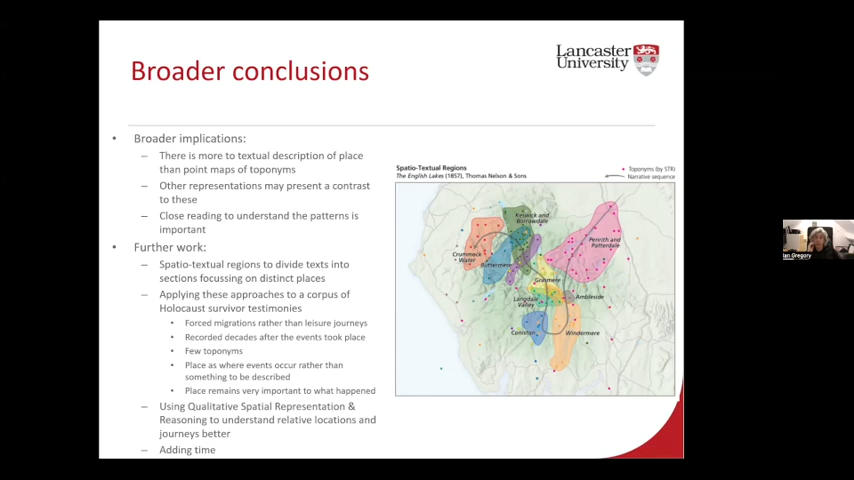 Lancaster
University
Broader conclusions
• Broader implications:
– There is more to textual description of place
than point maps of toponyms
– Other representations may present a contrast
to these
– Close reading to understand the patterns is
important
• Further work:
– Spatio-textual regions to divide texts into
sections focussing on distinct places
– Applying these approaches to a corpus of
Holocaust survivor testimonies
• Forced migrations rather than leisure journeys
• Recorded decades after the events took place
• Few toponyms
• Place as where events occur rather than
something to be described
• Place remains very important to what happened
– Using Qualitative Spatial Representation &
Reasoning to understand relative locations and
journeys better
– Adding time
Spatio-Textual Regions
The English Lakes (1857), Thomas Nelson & Sons
Toponyms (by STR)
Narrative sequence
Keswick and
Borrowdale
Penrith and
Patterdale
Crummock
Water
Buttermere
Grasmere
Langdale
Valley
Ambleside
Coniston
Windermere
Ian Gregory